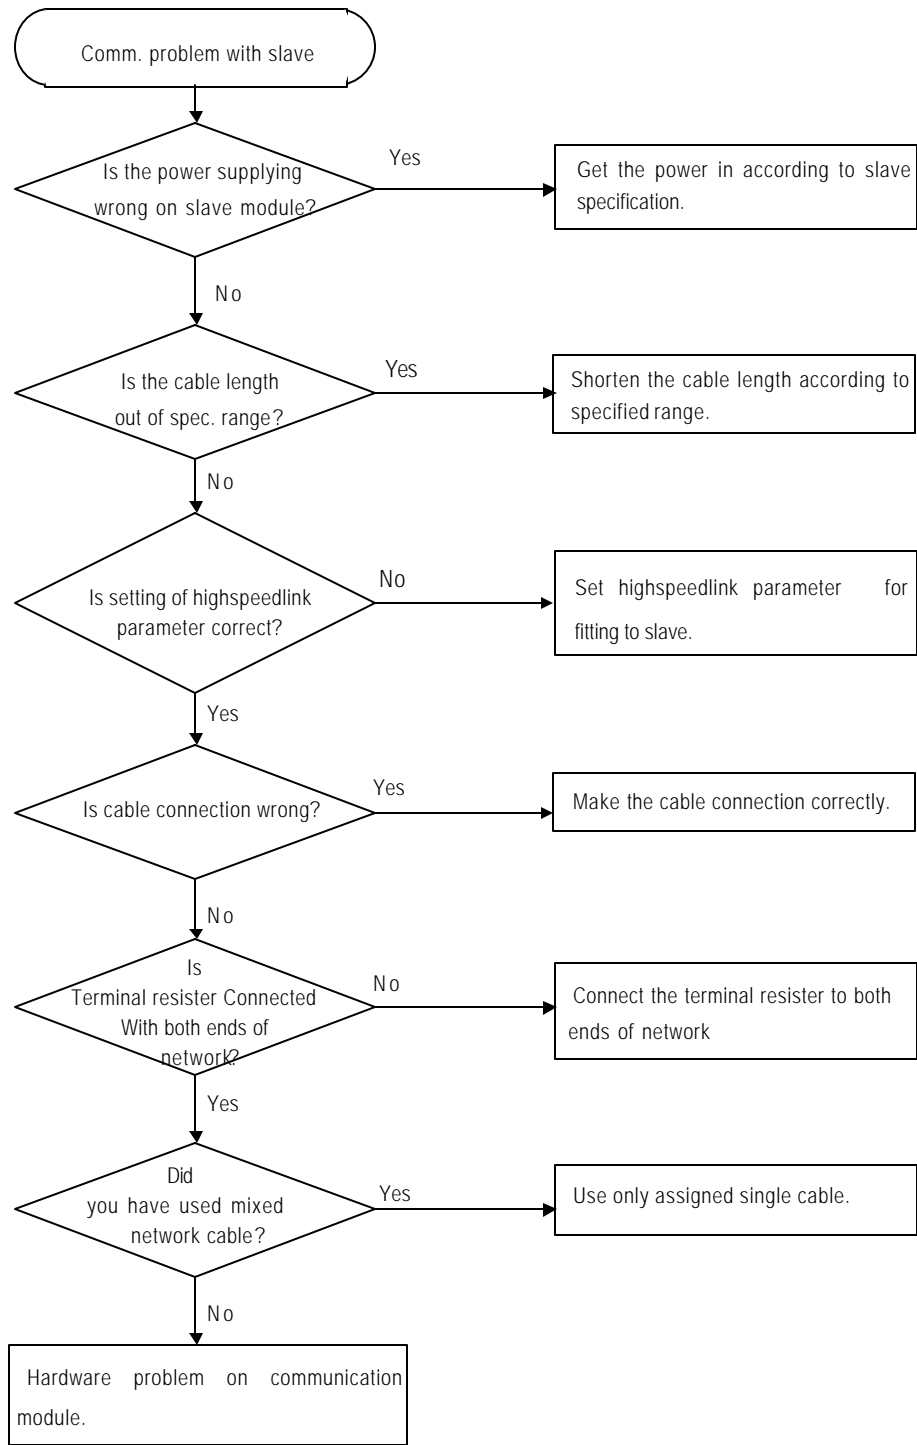 Comm. problem with slave
Is the power supplying
wrong on slave module?
Yes
Get the power in according to slave
specification.
No
Is the cable length
out of spec. range?
Yes
Shorten the cable length according to
specified range.
No
Is setting of highspeedlink
parameter correct?
No
Set highspeedlink parameter for
fitting to slave.
Yes
Is cable connection wrong?
Yes
Make the cable connection correctly.
No
Is
Terminal resister Connected
With both ends of
network?
No
Connect the terminal resister to both
ends of network
Yes
Did
you have used mixed
network cable?
Yes
Use only assigned single cable.
No
Hardware problem on communication
module.